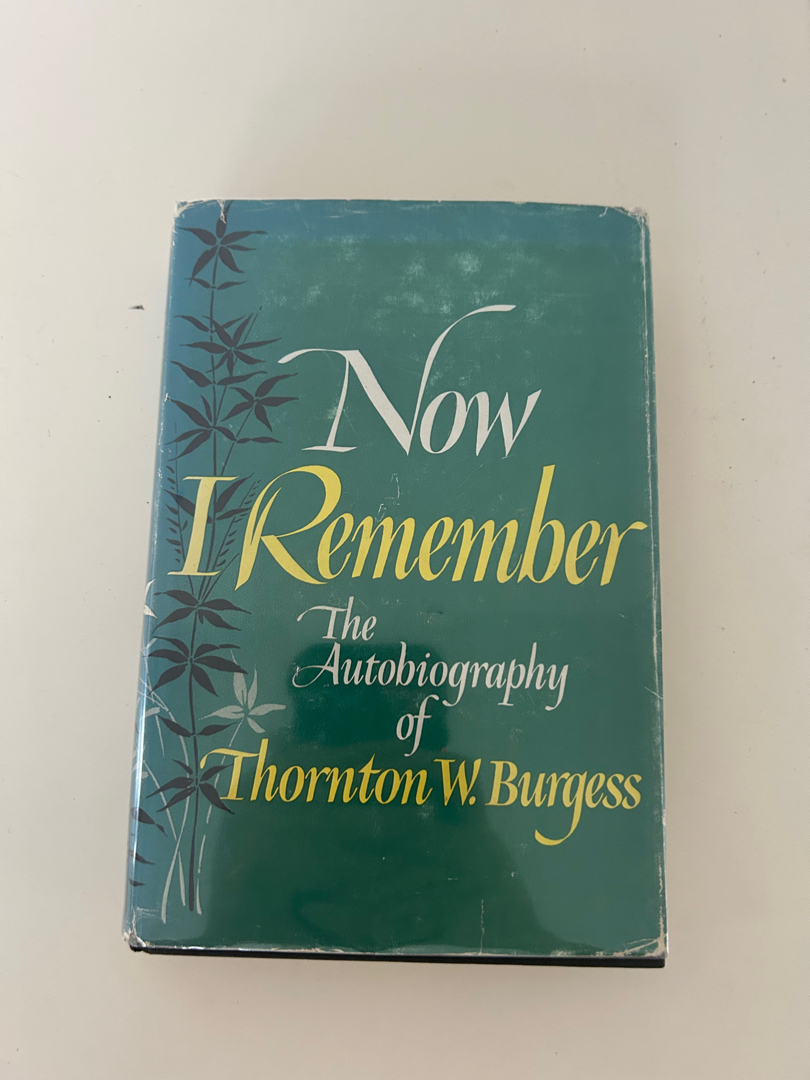 Now
I Remember
The
Autobiography
of
Thornton W. Burgess